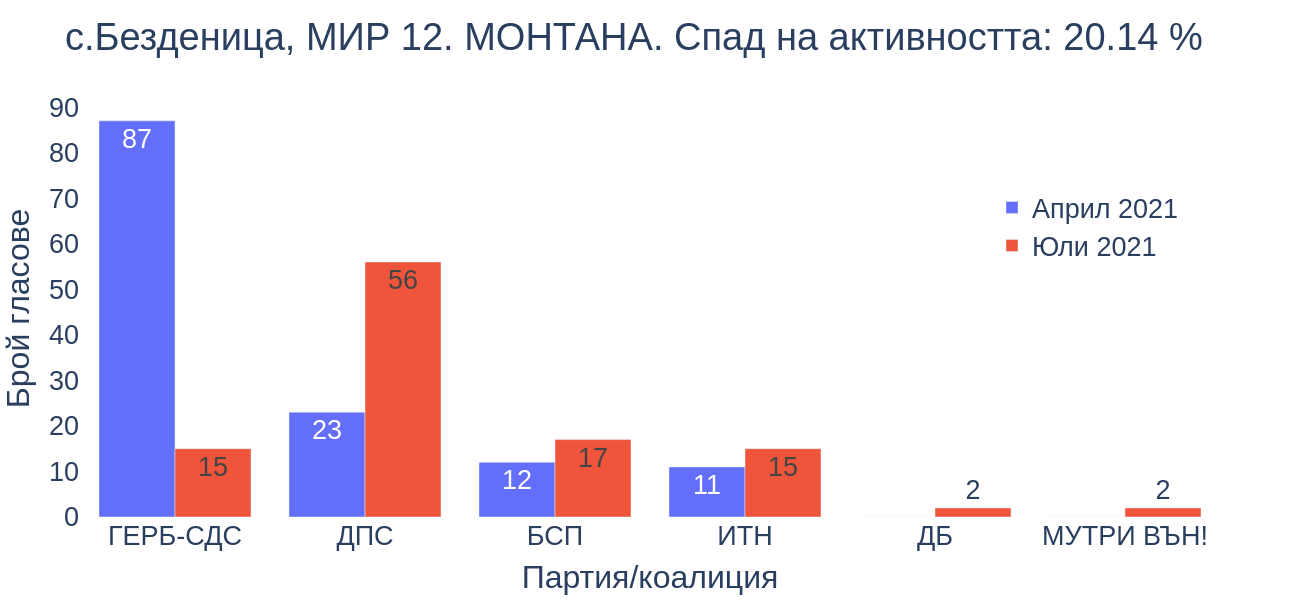 с.Безденица, МИР 12. МОНТАНА. Спад на активността: 20.14 %
Брой гласове
90
80
70
60
50
40
30
20
10
0
87
15
23
56
12
17
11
15
2
2
Април 2021
Юли 2021
ГЕРБ-СДС
ДПС
БСП
ИТН
ДБ
МУТРИ ВЪН!
Партия/коалиция